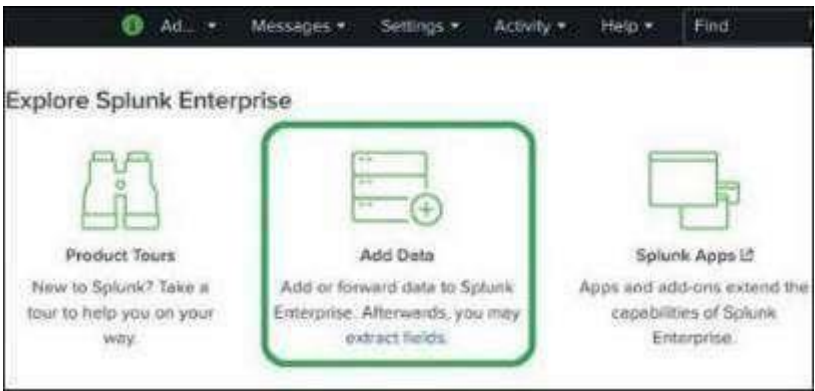 Ad... Messages Settings Activity Help Find
Explore Splunk Enterprise
Product Tours
New to Splunk? Take a
tour to help you on your
way.
Add Data
Add or forward data to Splunk
Enterprise. Afterwards, you may
extract fields.
Splunk Apps
Apps and add-ons extend the
capabilities of Splunk
Enterprise.